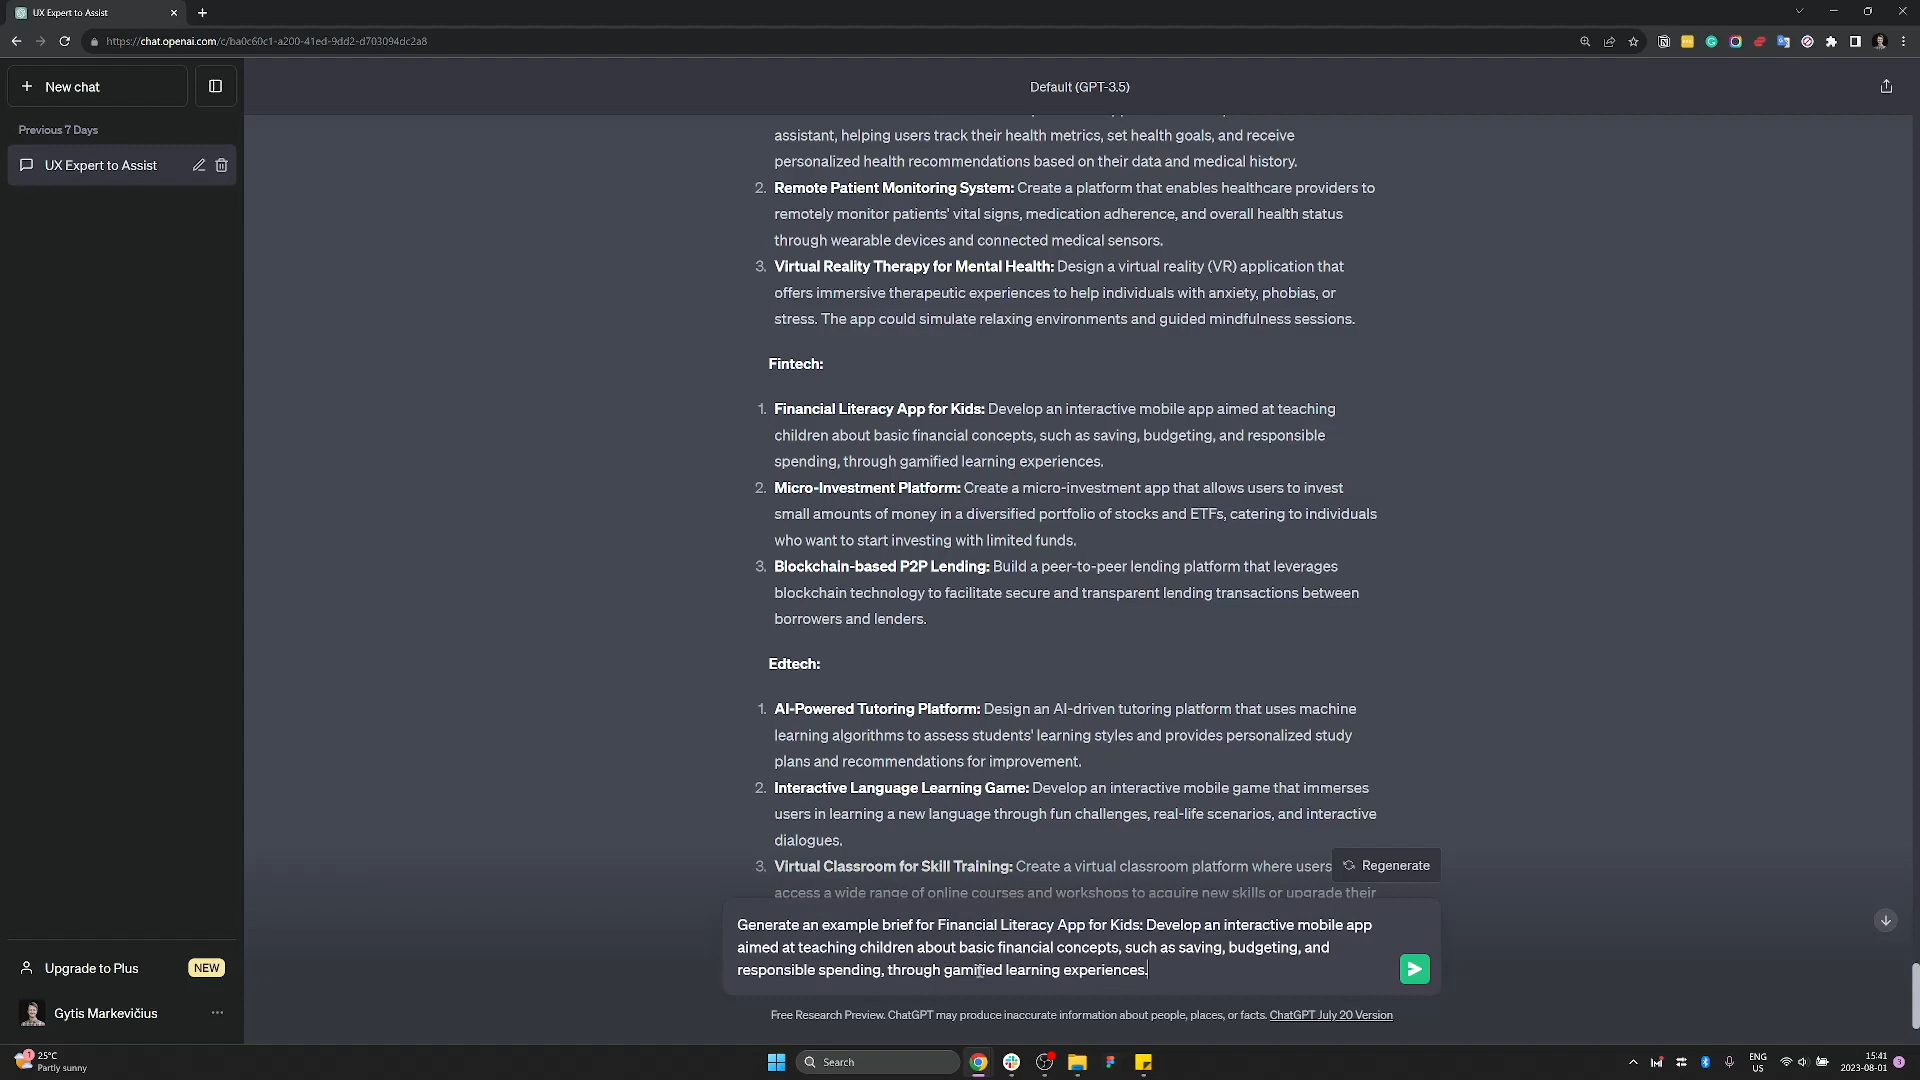 UX Expert to Assist
https://chat.openai.com/c/ba0c60c1-a200-41ed-9dd2-d703094dc2a8
New chat
Default (GPT-3.5)
Previous 7 Days
UX Expert to Assist
assistant, helping users track their health metrics, set health goals, and receive
personalized health recommendations based on their data and medical history.
2. Remote Patient Monitoring System: Create a platform that enables healthcare providers to
remotely monitor patients' vital signs, medication adherence, and overall health status
through wearable devices and connected medical sensors.
3. Virtual Reality Therapy for Mental Health: Design a virtual reality (VR) application that
offers immersive therapeutic experiences to help individuals with anxiety, phobias, or
stress. The app could simulate relaxing environments and guided mindfulness sessions.
Fintech:
1. Financial Literacy App for Kids: Develop an interactive mobile app aimed at teaching
children about basic financial concepts, such as saving, budgeting, and responsible
spending, through gamified learning experiences.
2. Micro-Investment Platform: Create a micro-investment app that allows users to invest
small amounts of money in a diversified portfolio of stocks and ETFs, catering to individuals
who want to start investing with limited funds.
3. Blockchain-based P2P Lending: Build a peer-to-peer lending platform that leverages
blockchain technology to facilitate secure and transparent lending transactions between
borrowers and lenders.
Edtech:
1. AI-Powered Tutoring Platform: Design an AI-driven tutoring platform that uses machine
learning algorithms to assess students' learning styles and provides personalized study
plans and recommendations for improvement.
2. Interactive Language Learning Game: Develop an interactive mobile game that immerses
users in learning a new language through fun challenges, real-life scenarios, and interactive
dialogues.
3. Virtual Classroom for Skill Training: Create a virtual classroom platform where users
access a wide range of online courses and workshops to acquire new skills or upgrade their
Regenerate
Generate an example brief for Financial Literacy App for Kids: Develop an interactive mobile app
aimed at teaching children about basic financial concepts, such as saving, budgeting, and
responsible spending, through gamified learning experiences.
Free Research Preview. ChatGPT may produce inaccurate information about people, places, or facts. ChatGPT July 20 Version
Upgrade to Plus NEW
Gytis Markevičius
1
25°C
Partly sunny
Search
ENG
US
15:41
2023-08-01
3